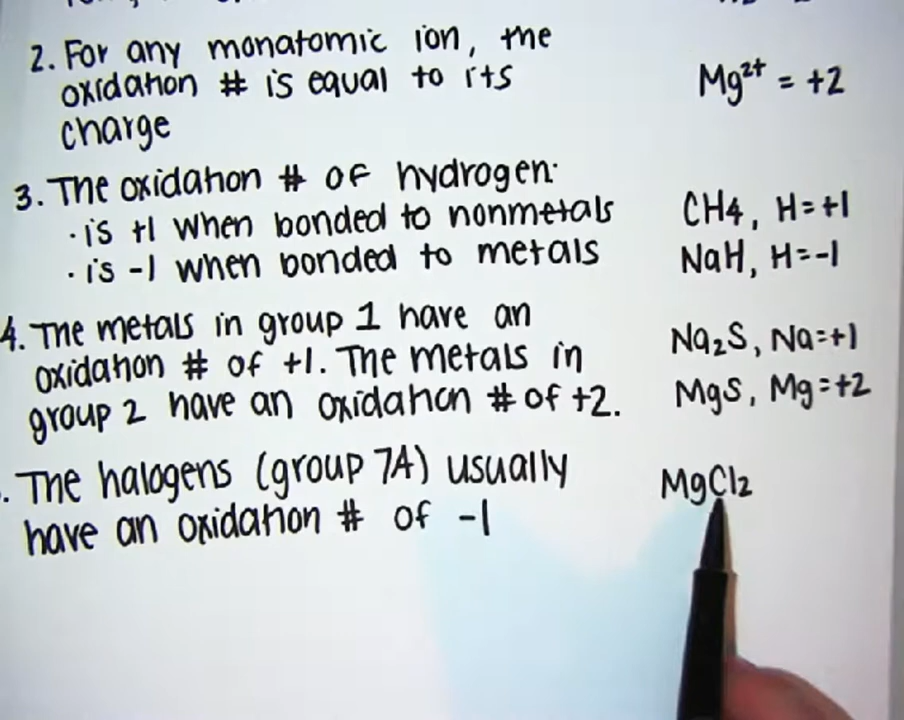 2. For any monatomic ion, the
oxidation # is equal to its
charge
Mg²⁺ = +2
3. The oxidation # of hydrogen:
· is +1 when bonded to nonmetals
· is -1 when bonded to metals
CH4, H=+1
NaH, H=-1
4. The metals in group 1 have an
oxidation # of +1. The metals in
group 2 have an oxidation # of +2.
Na₂S, Na=+1
MgS, Mg=+2
. The halogens (group 7A) usually
have an oxidation # of -1
MgCl₂